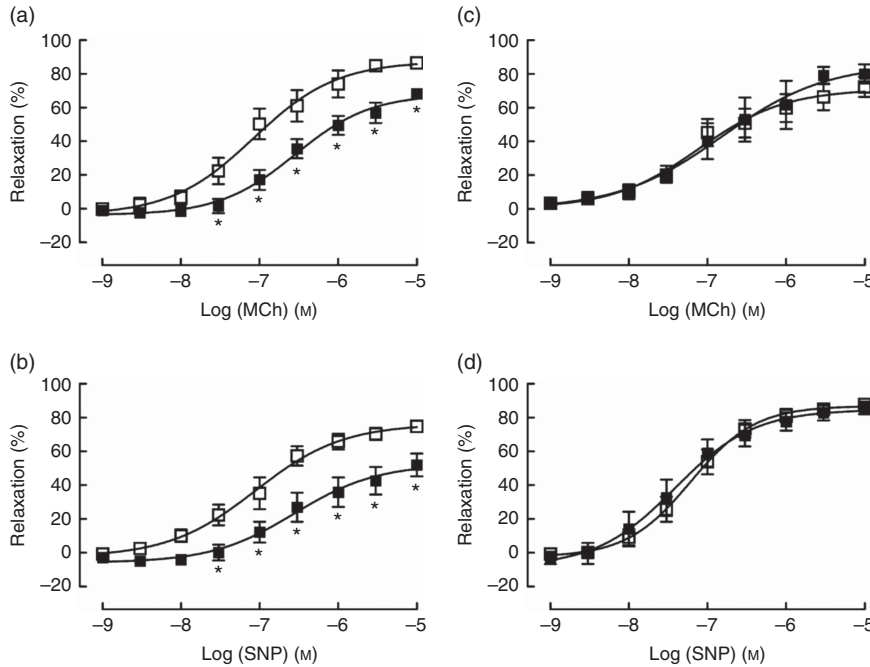 (a)
100
80
60
40
20
0
–20
Relaxation (%)
* * * * * *
–9 –8 –7 –6 –5
Log (MCh) (M)
(c)
100
80
60
40
20
0
–20
Relaxation (%)
–9 –8 –7 –6 –5
Log (MCh) (M)
(b)
100
80
60
40
20
0
–20
Relaxation (%)
* * * * * *
–9 –8 –7 –6 –5
Log (SNP) (M)
(d)
100
80
60
40
20
0
–20
Relaxation (%)
–9 –8 –7 –6 –5
Log (SNP) (M)